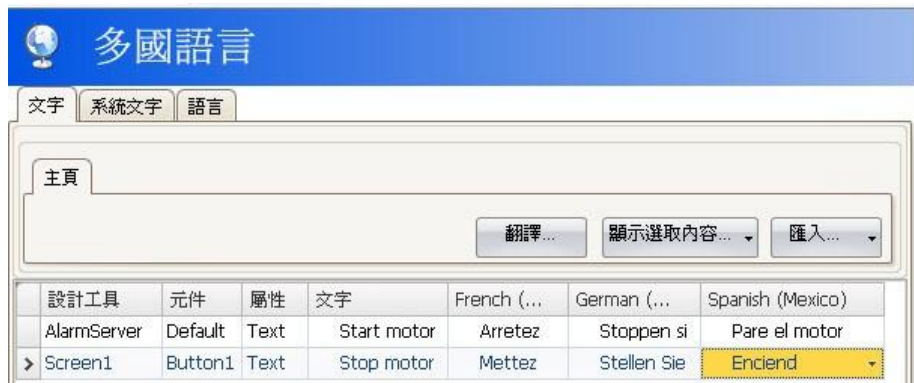 多國語言
文字 系統文字 語言
主頁
翻譯... 顯示選取內容... 匯入...
設計工具 元件 屬性 文字 French (... German (... Spanish (Mexico)
AlarmServer Default Text Start motor Arretez Stoppen si Pare el motor
Screen1 Button1 Text Stop motor Mettez Stellen Sie Enciend